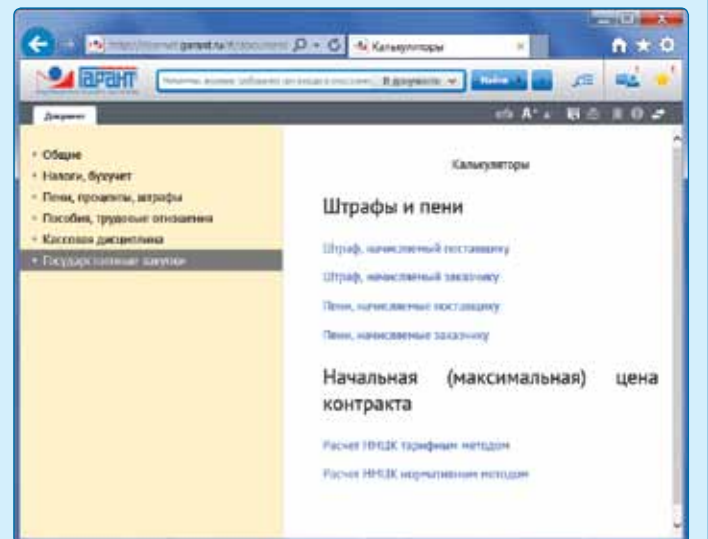 Калькуляторы
ГАРАНТ
В документе
Найти
Документ
Общие
Налоги, бухучет
Пени, проценты, штрафы
Пособия, трудовые отношения
Кассовая дисциплина
Государственные закупки
Калькуляторы
Штрафы и пени
Штраф, начисляемый поставщику
Штраф, начисляемый заказчику
Пени, начисляемые поставщику
Пени, начисляемые заказчику
Начальная (максимальная) цена
контракта
Расчет НМЦК тарифным методом
Расчет НМЦК нормативным методом